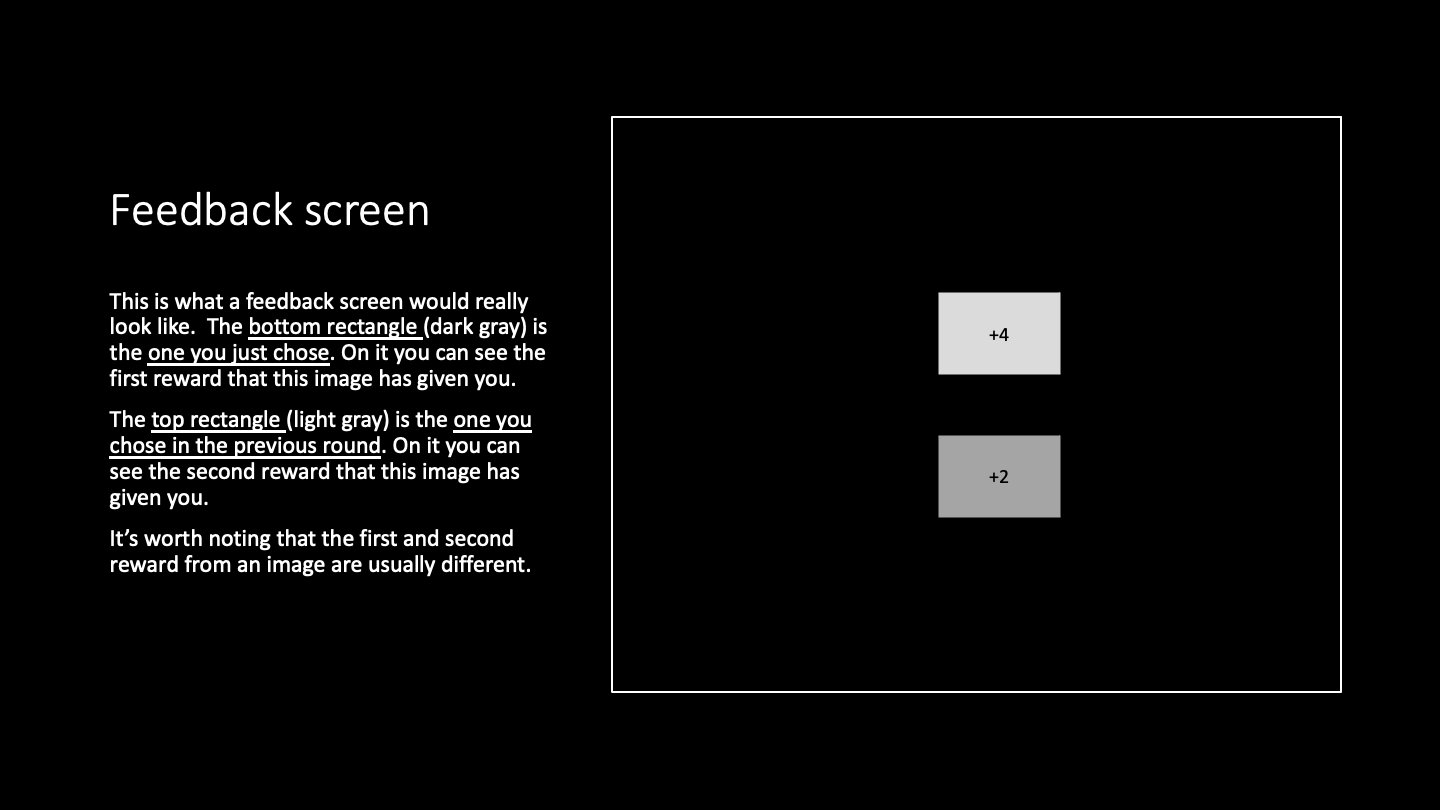 Feedback screen
This is what a feedback screen would really
look like.  The bottom rectangle (dark gray) is
the one you just chose. On it you can see the
first reward that this image has given you.
The top rectangle (light gray) is the one you
chose in the previous round. On it you can
see the second reward that this image has
given you.
It’s worth noting that the first and second
reward from an image are usually different.
+4
+2